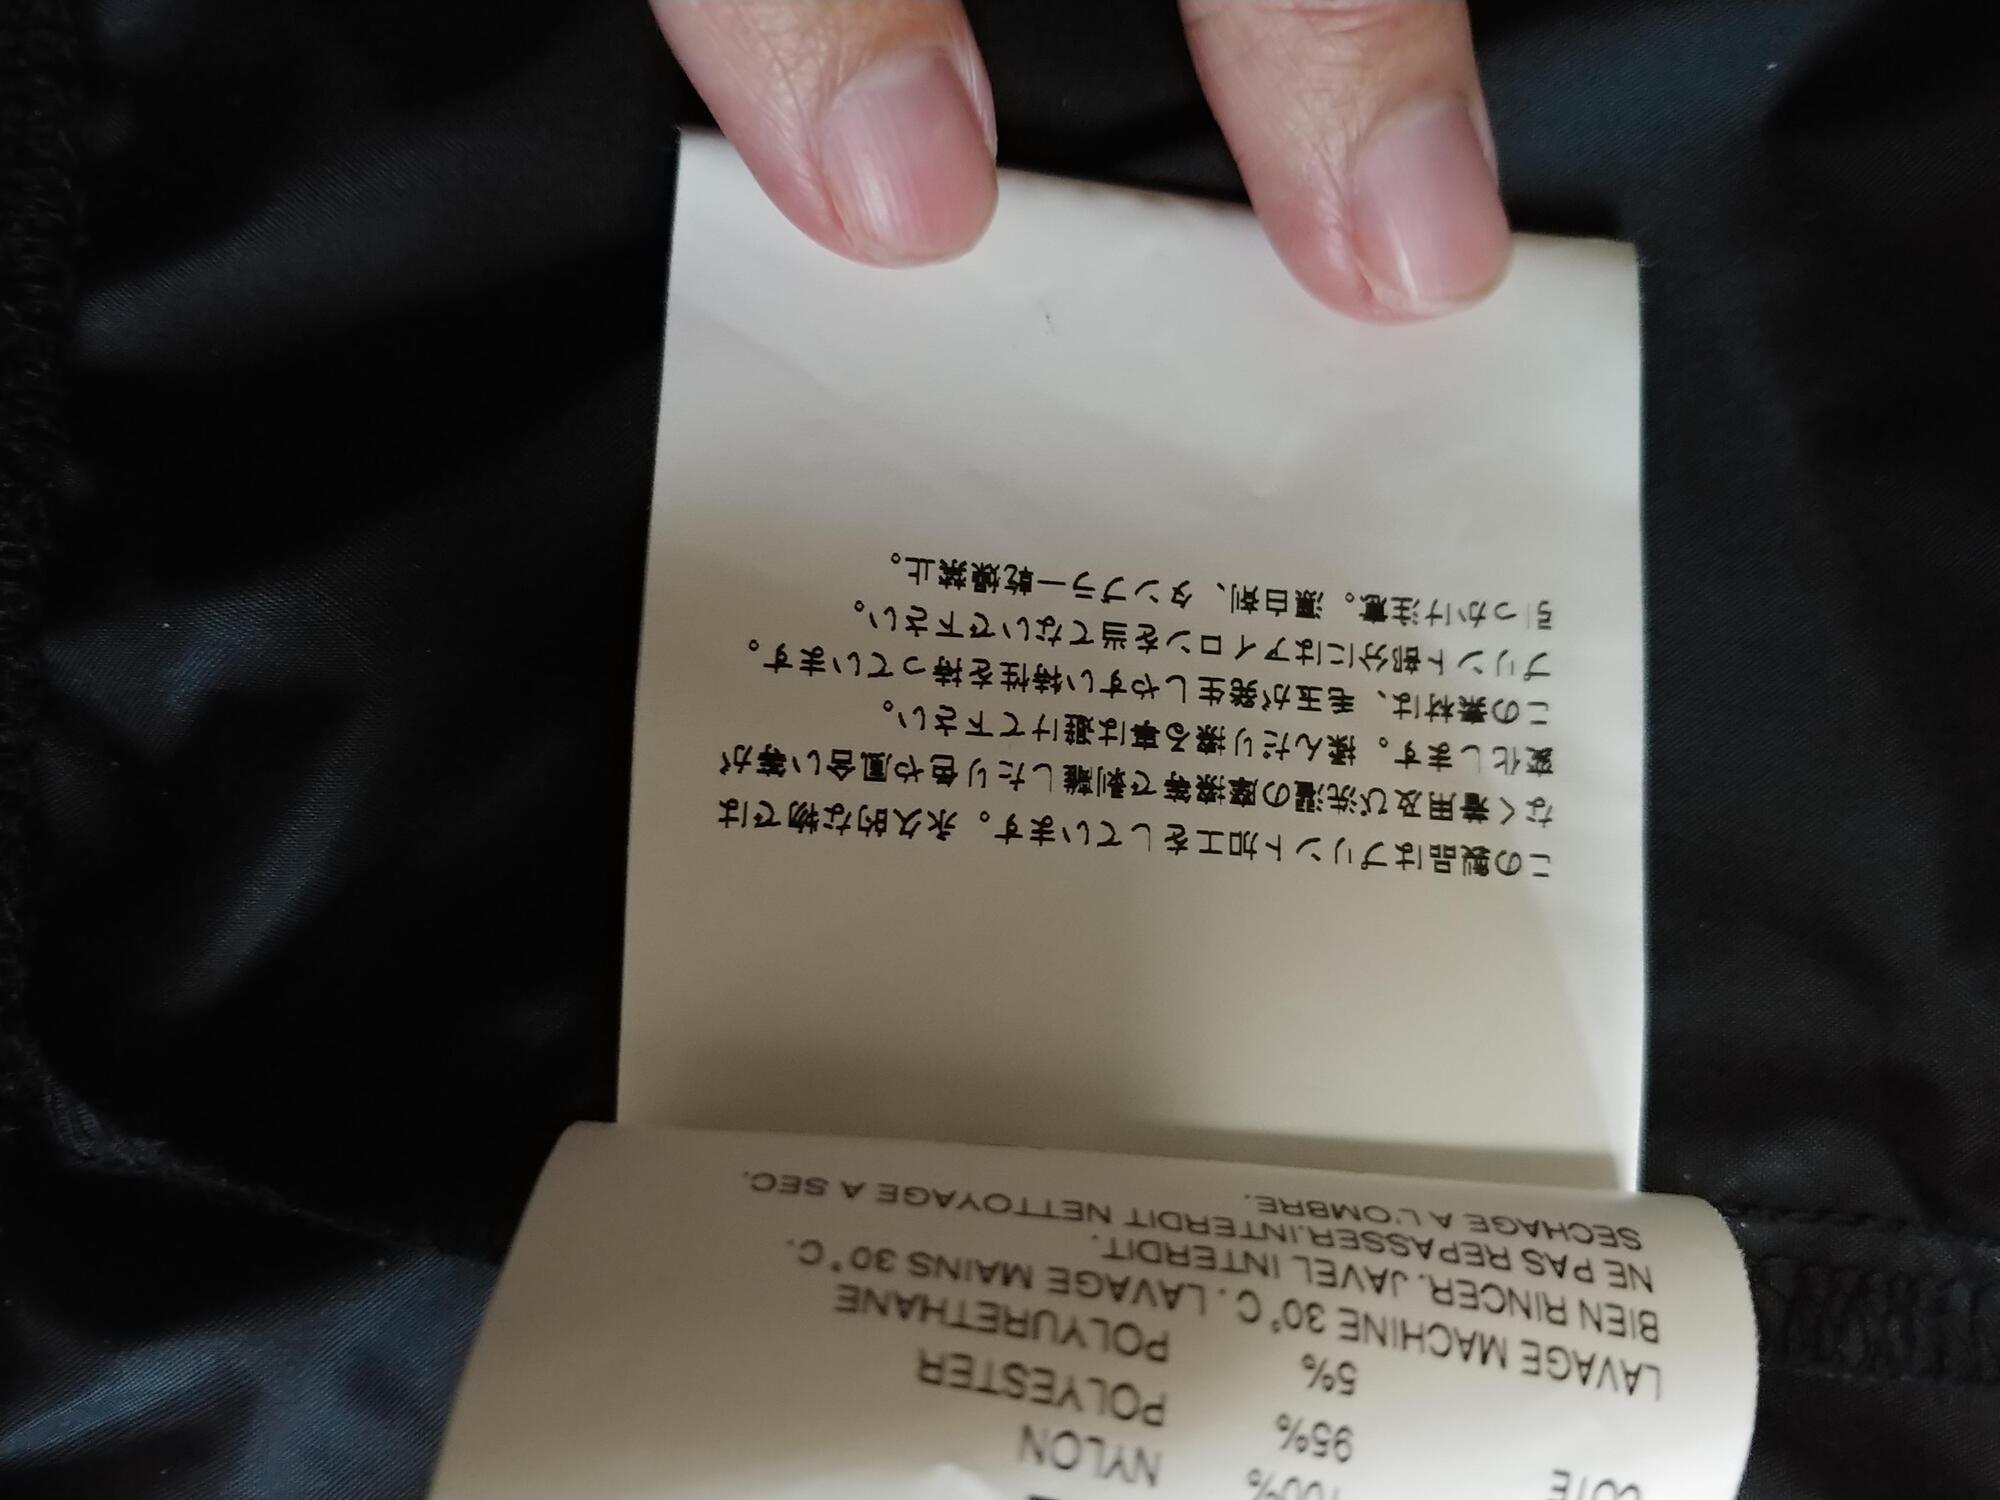 100% NYLON
COTE 95% POLYESTER
5% POLYURETHANE
LAVAGE MACHINE 30°C. LAVAGE MAINS 30°C.
BIEN RINCER. JAVEL INTERDIT.
NE PAS REPASSER.INTERDIT NETTOYAGE A SEC.
SECHAGE A L'OMBRE.
この製品はプリント加工をしています。永久的な物では
なく着用及び洗濯の摩擦等で剥離したり色や風合い等が
変化します。揉んだり擦る事は避けて下さい。
この素材は、毛玉が発生しやすい特性を持っています。
プリント部分にはアイロンを当てないで下さい。
引っかけ注意。漂白剤、タンブラー乾燥禁止。